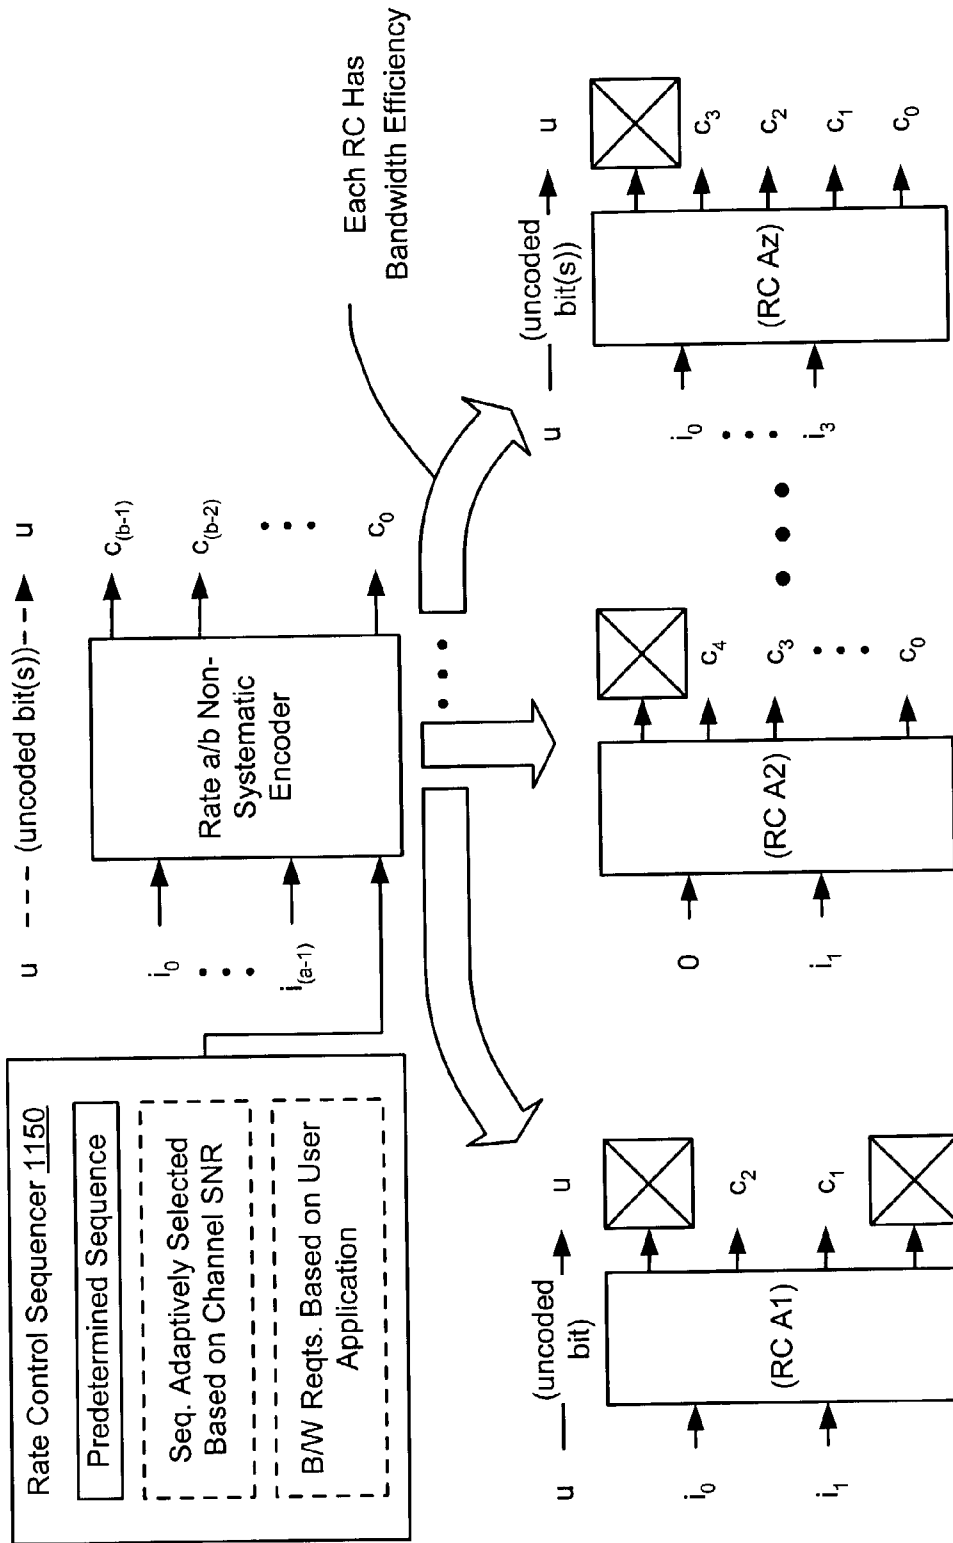 Rate Control Sequencer 1150
Predetermined Sequence
Seq. Adaptively Selected
Based on Channel SNR
B/W Reqts. Based on User
Application
u --- (uncoded bit(s)) --- u
i0
i(a-1)
Rate a/b Non-
Systematic
Encoder
c(b-1)
c(b-2)
c0
Each RC Has
Bandwidth Efficiency
u
(uncoded
bit)
u
i0
i1
(RC A1)
c2
c1
0
i1
(RC A2)
c4
c3
c0
u
(uncoded
bit(s))
u
i0
i3
(RC Az)
c3
c2
c1
c0